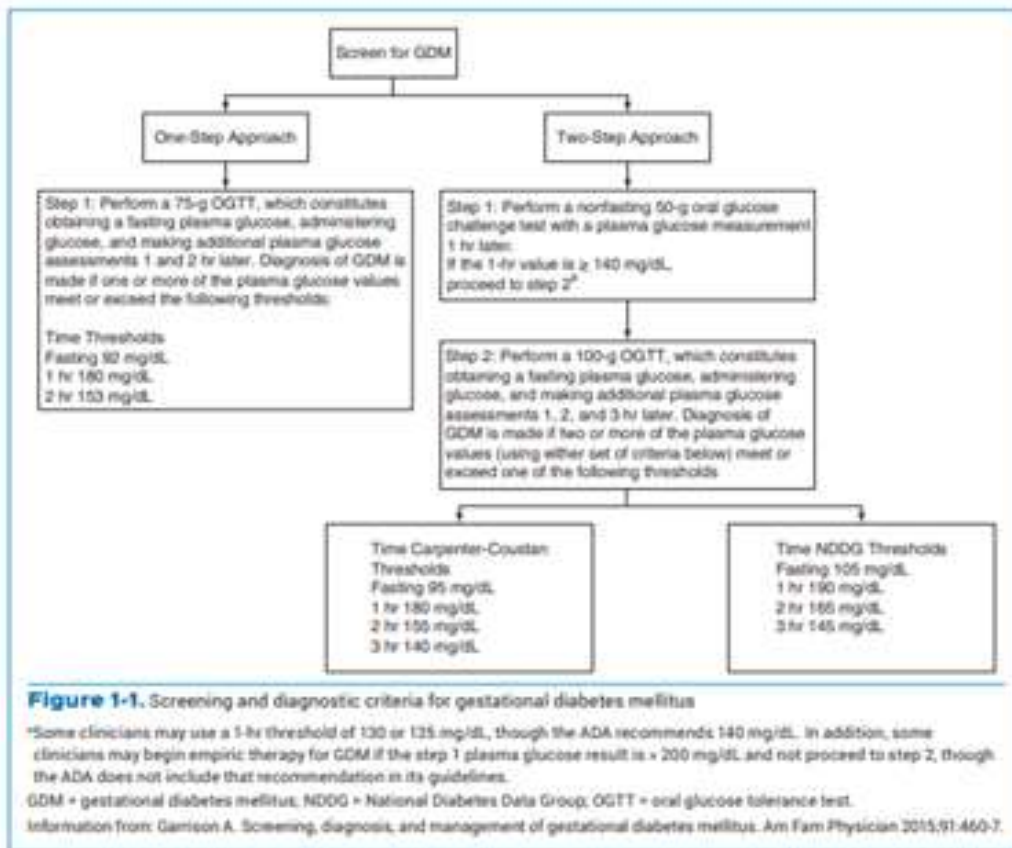 Screen for GDM
One-Step Approach
Two-Step Approach
Step 1: Perform a 75-g OGTT, which constitutes
obtaining a fasting plasma glucose, administering
glucose, and making additional plasma glucose
assessments 1 and 2 hr later. Diagnosis of GDM is
made if one or more of the plasma glucose values
meet or exceed the following thresholds:
Time Thresholds
Fasting 92 mg/dL
1 hr 180 mg/dL
2 hr 153 mg/dL
Step 1: Perform a nonfasting 50-g oral glucose
challenge test with a plasma glucose measurement
1 hr later.
If the 1-hr value is ≥ 140 mg/dL,
proceed to step 2ª
Step 2: Perform a 100-g OGTT, which constitutes
obtaining a fasting plasma glucose, administering
glucose, and making additional plasma glucose
assessments 1, 2, and 3 hr later. Diagnosis of
GDM is made if two or more of the plasma glucose
values (using either set of criteria below) meet or
exceed one of the following thresholds
Time Carpenter-Coustan
Thresholds
Fasting 95 mg/dL
1 hr 180 mg/dL
2 hr 155 mg/dL
3 hr 140 mg/dL
Time NDDG Thresholds
Fasting 105 mg/dL
1 hr 190 mg/dL
2 hr 165 mg/dL
3 hr 145 mg/dL
Figure 1-1. Screening and diagnostic criteria for gestational diabetes mellitus
ªSome clinicians may use a 1-hr threshold of 130 or 135 mg/dL, though the ADA recommends 140 mg/dL. In addition, some
clinicians may begin empiric therapy for GDM if the step 1 plasma glucose result is > 200 mg/dL and not proceed to step 2, though
the ADA does not include that recommendation in its guidelines.
GDM = gestational diabetes mellitus; NDDG = National Diabetes Data Group; OGTT = oral glucose tolerance test.
Information from: Garrison A. Screening, diagnosis, and management of gestational diabetes mellitus. Am Fam Physician 2015;91:460-7.